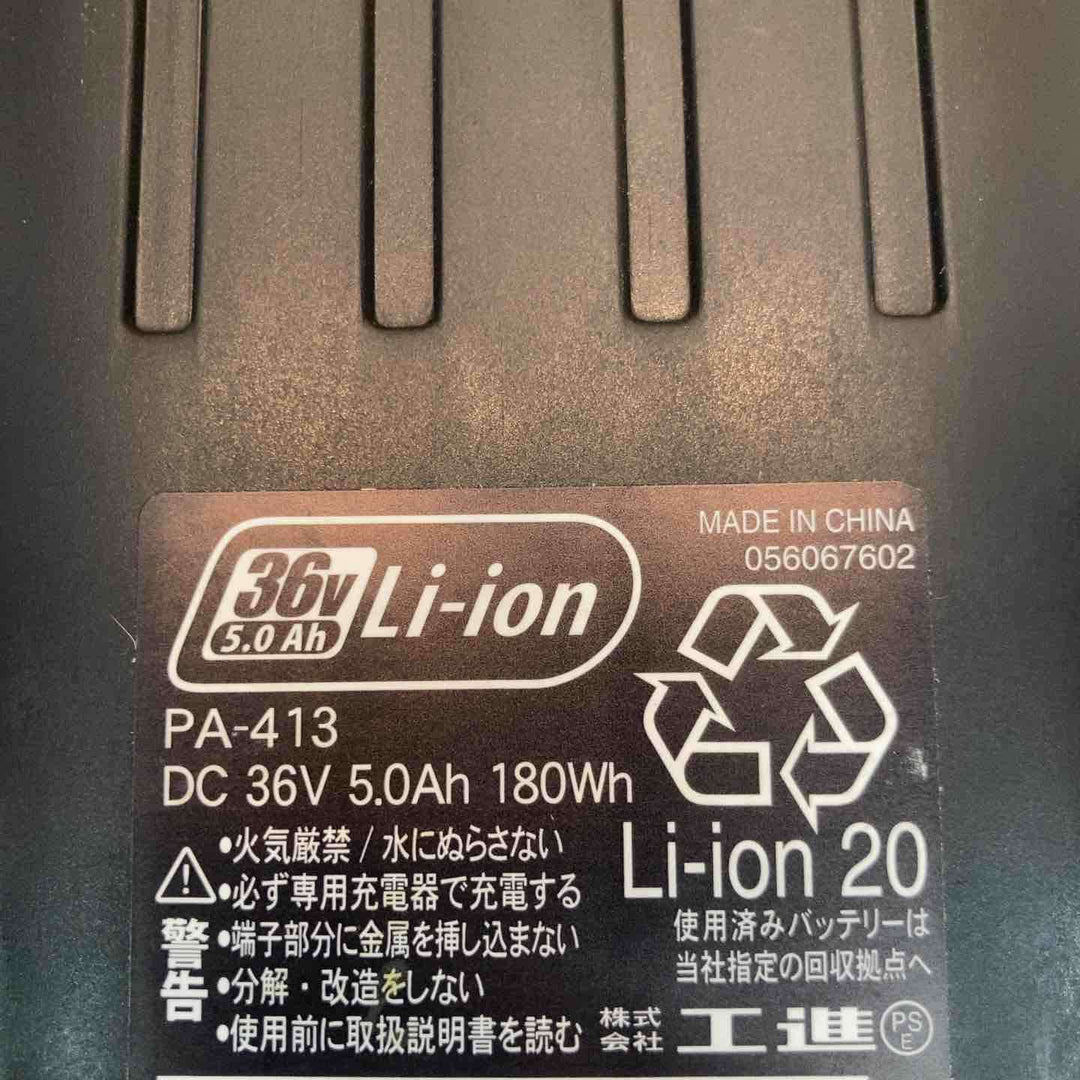 MADE IN CHINA
056067602
36V
5.0 Ah
Li-ion
PA-413
DC 36V 5.0Ah 180Wh
Li-ion 20
警告
•火気厳禁 / 水にぬらさない
•必ず専用充電器で充電する
•端子部分に金属を挿し込まない
•分解・改造をしない
•使用前に取扱説明書を読む
使用済みバッテリーは
当社指定の回収拠点へ
株式会社 工進
PSE